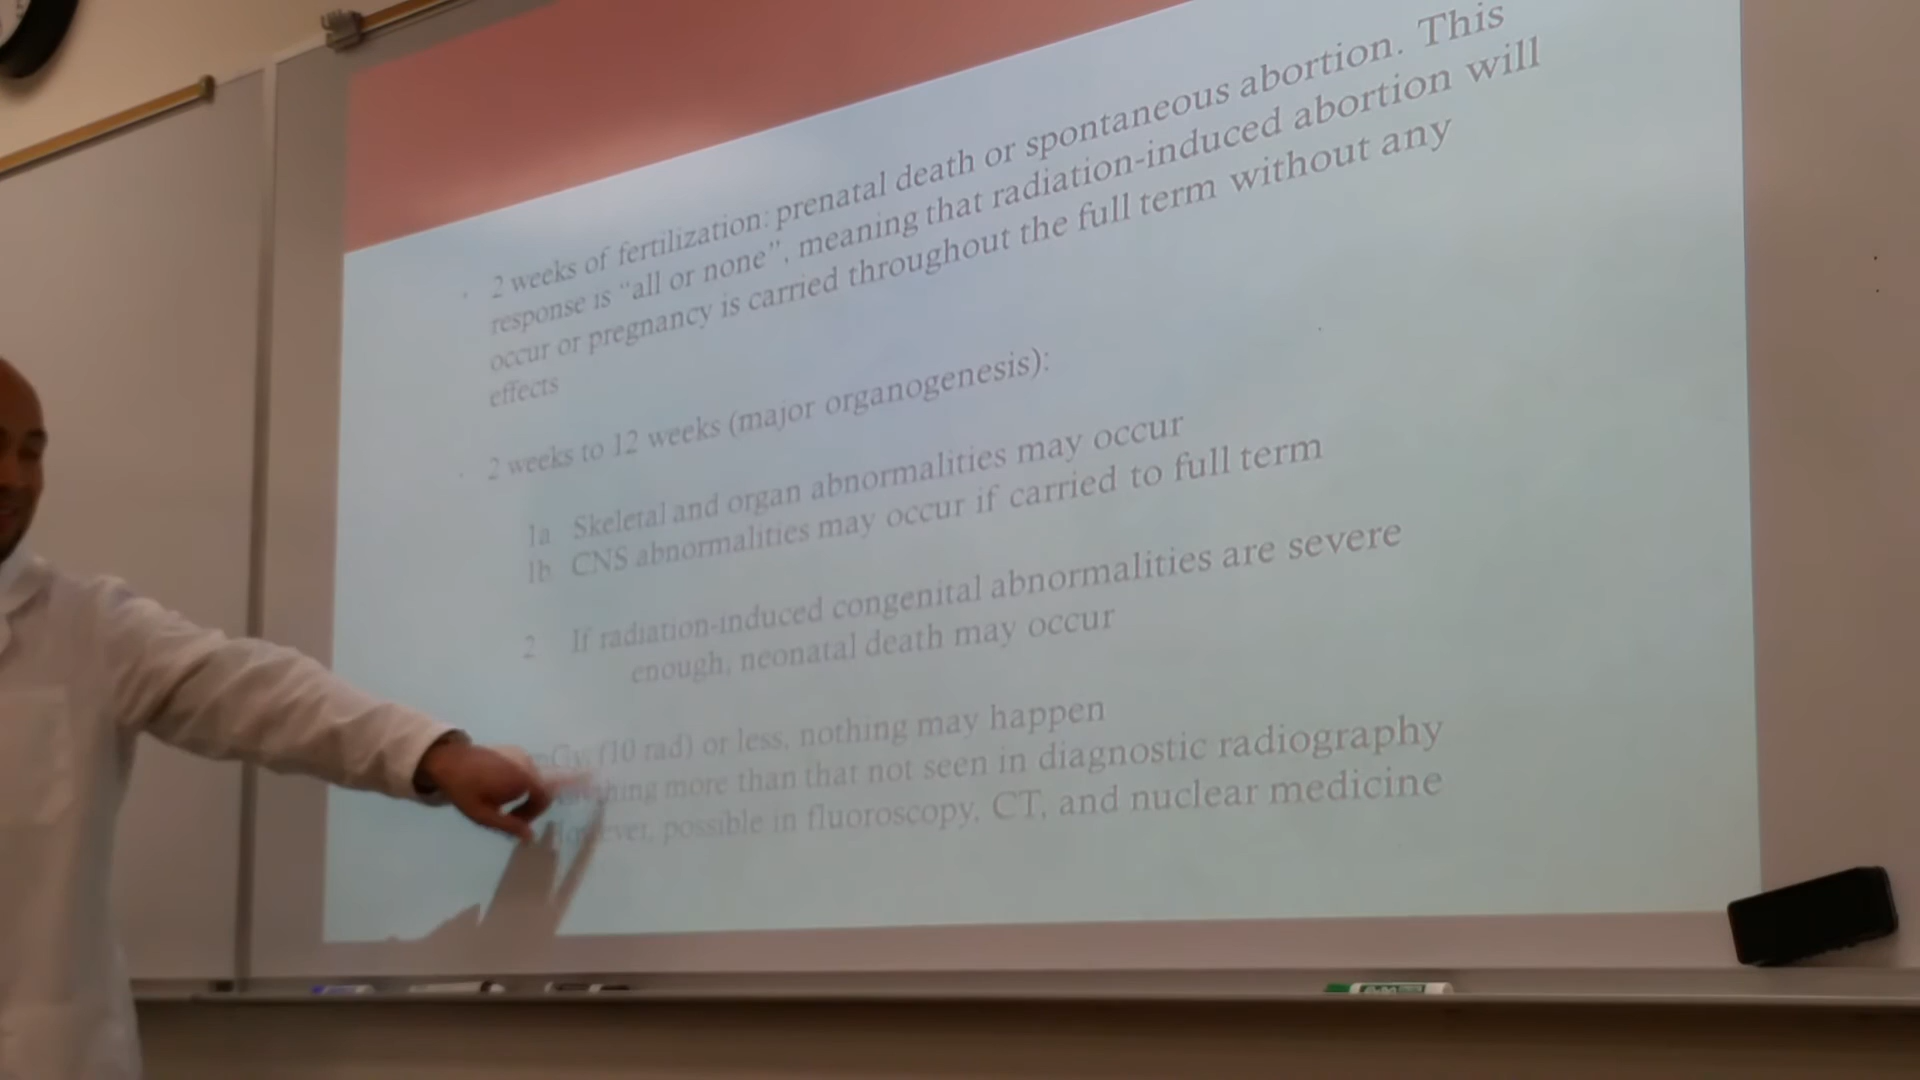 2 weeks of fertilization: prenatal death or spontaneous abortion. This
response is “all or none”, meaning that radiation-induced abortion will
occur or pregnancy is carried throughout the full term without any
effects
2 weeks to 12 weeks (major organogenesis):
1a Skeletal and organ abnormalities may occur
1b CNS abnormalities may occur if carried to full term
2 If radiation-induced congenital abnormalities are severe
enough, neonatal death may occur
(10 rad) or less, nothing may happen
more than that not seen in diagnostic radiography
However, possible in fluoroscopy, CT, and nuclear medicine